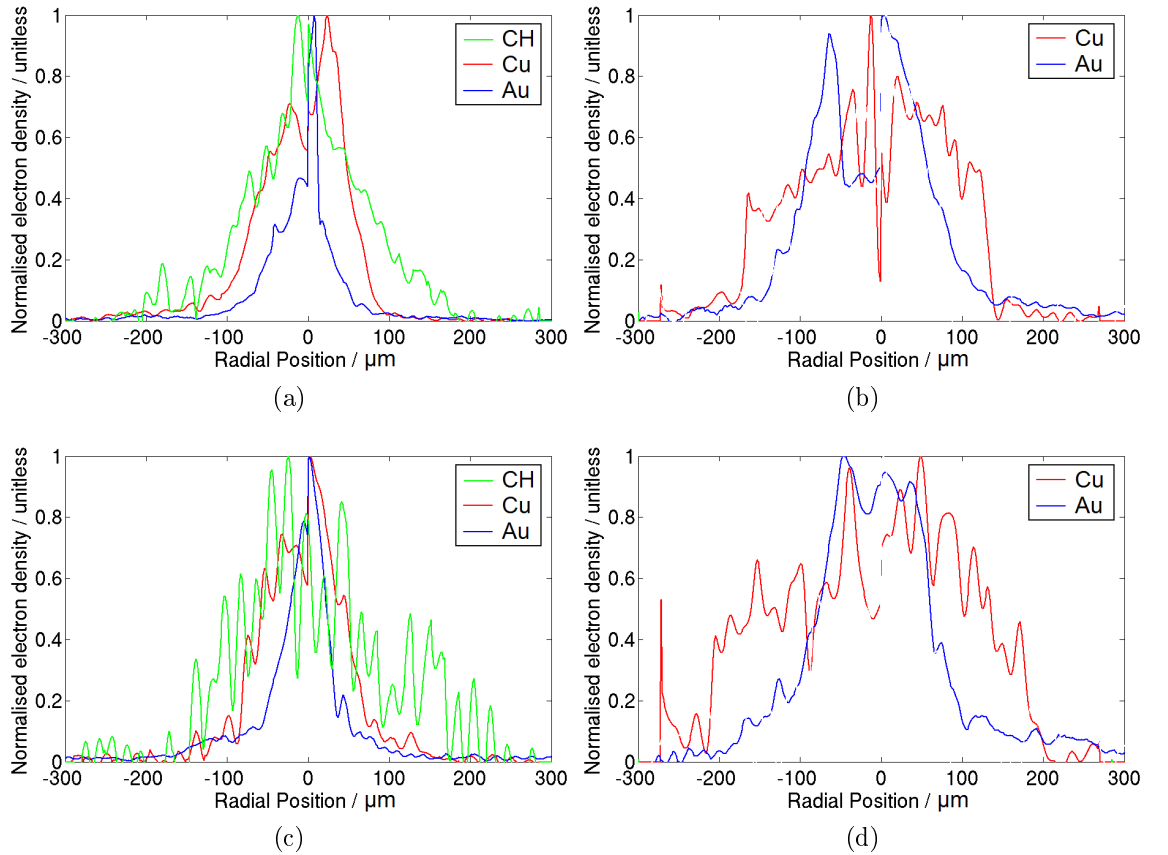 Normalised electron density / unitless
1
0.8
0.6
0.4
0.2
0
-300 -200 -100 0 100 200 300
Radial Position / μm
CH
Cu
Au
(a)
Normalised electron density / unitless
1
0.8
0.6
0.4
0.2
0
-300 -200 -100 0 100 200 300
Radial Position / μm
Cu
Au
(b)
Normalised electron density / unitless
1
0.8
0.6
0.4
0.2
0
-300 -200 -100 0 100 200 300
Radial Position / μm
CH
Cu
Au
(c)
Normalised electron density / unitless
1
0.8
0.6
0.4
0.2
0
-300 -200 -100 0 100 200 300
Radial Position / μm
Cu
Au
(d)